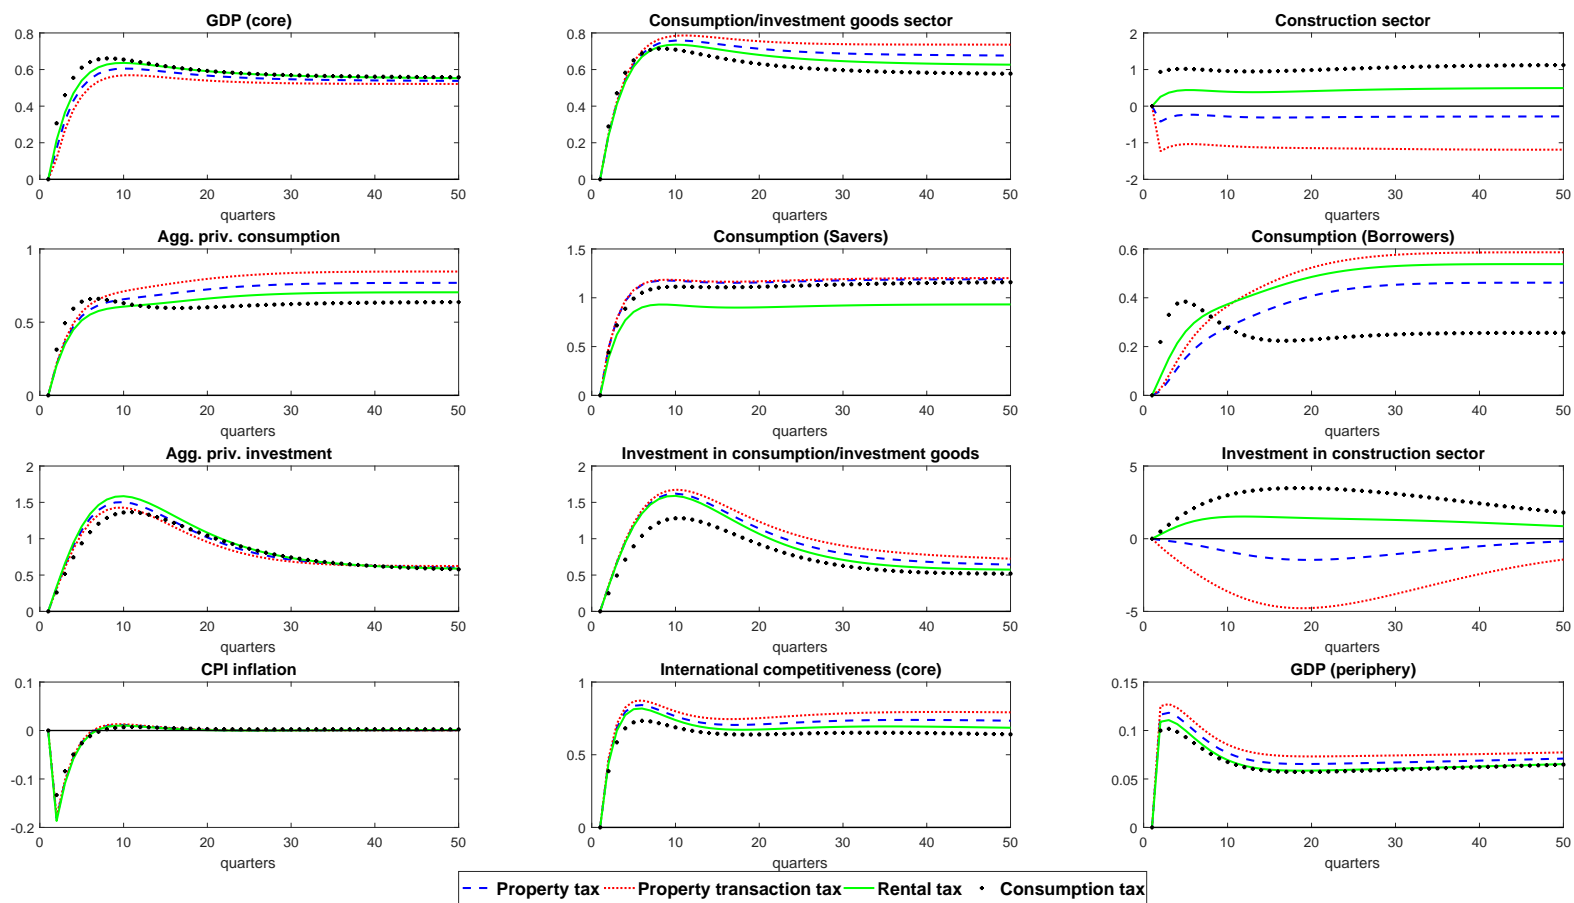 GDP (core)
Consumption/investment goods sector
Construction sector
0.8
0.6
0.4
0.2
0
0 10 20 30 40 50
quarters
0.8
0.6
0.4
0.2
0
0 10 20 30 40 50
quarters
2
1
0
-1
-2
0 10 20 30 40 50
quarters
Agg. priv. consumption
Consumption (Savers)
Consumption (Borrowers)
1
0.5
0
0 10 20 30 40 50
quarters
1.5
1
0.5
0
0 10 20 30 40 50
quarters
0.6
0.4
0.2
0
0 10 20 30 40 50
quarters
Agg. priv. investment
Investment in consumption/investment goods
Investment in construction sector
2
1.5
1
0.5
0
0 10 20 30 40 50
quarters
2
1.5
1
0.5
0
0 10 20 30 40 50
quarters
5
0
-5
0 10 20 30 40 50
quarters
CPI inflation
International competitiveness (core)
GDP (periphery)
0.1
0
-0.1
-0.2
0 10 20 30 40 50
quarters
1
0.5
0
0 10 20 30 40 50
quarters
0.15
0.1
0.05
0
0 10 20 30 40 50
quarters
Property tax Property transaction tax Rental tax Consumption tax